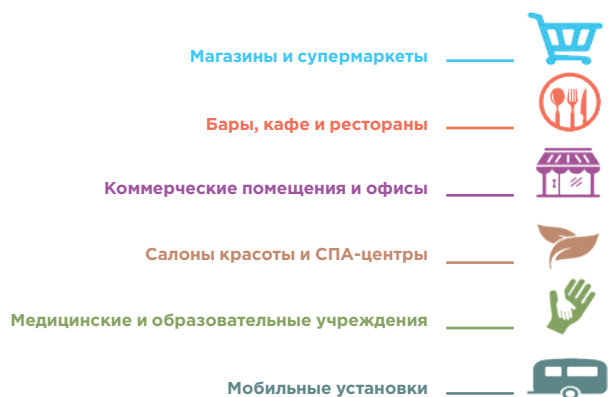 Магазины и супермаркеты
Бары, кафе и рестораны
Коммерческие помещения и офисы
Салоны красоты и СПА-центры
Медицинские и образовательные учреждения
Мобильные установки